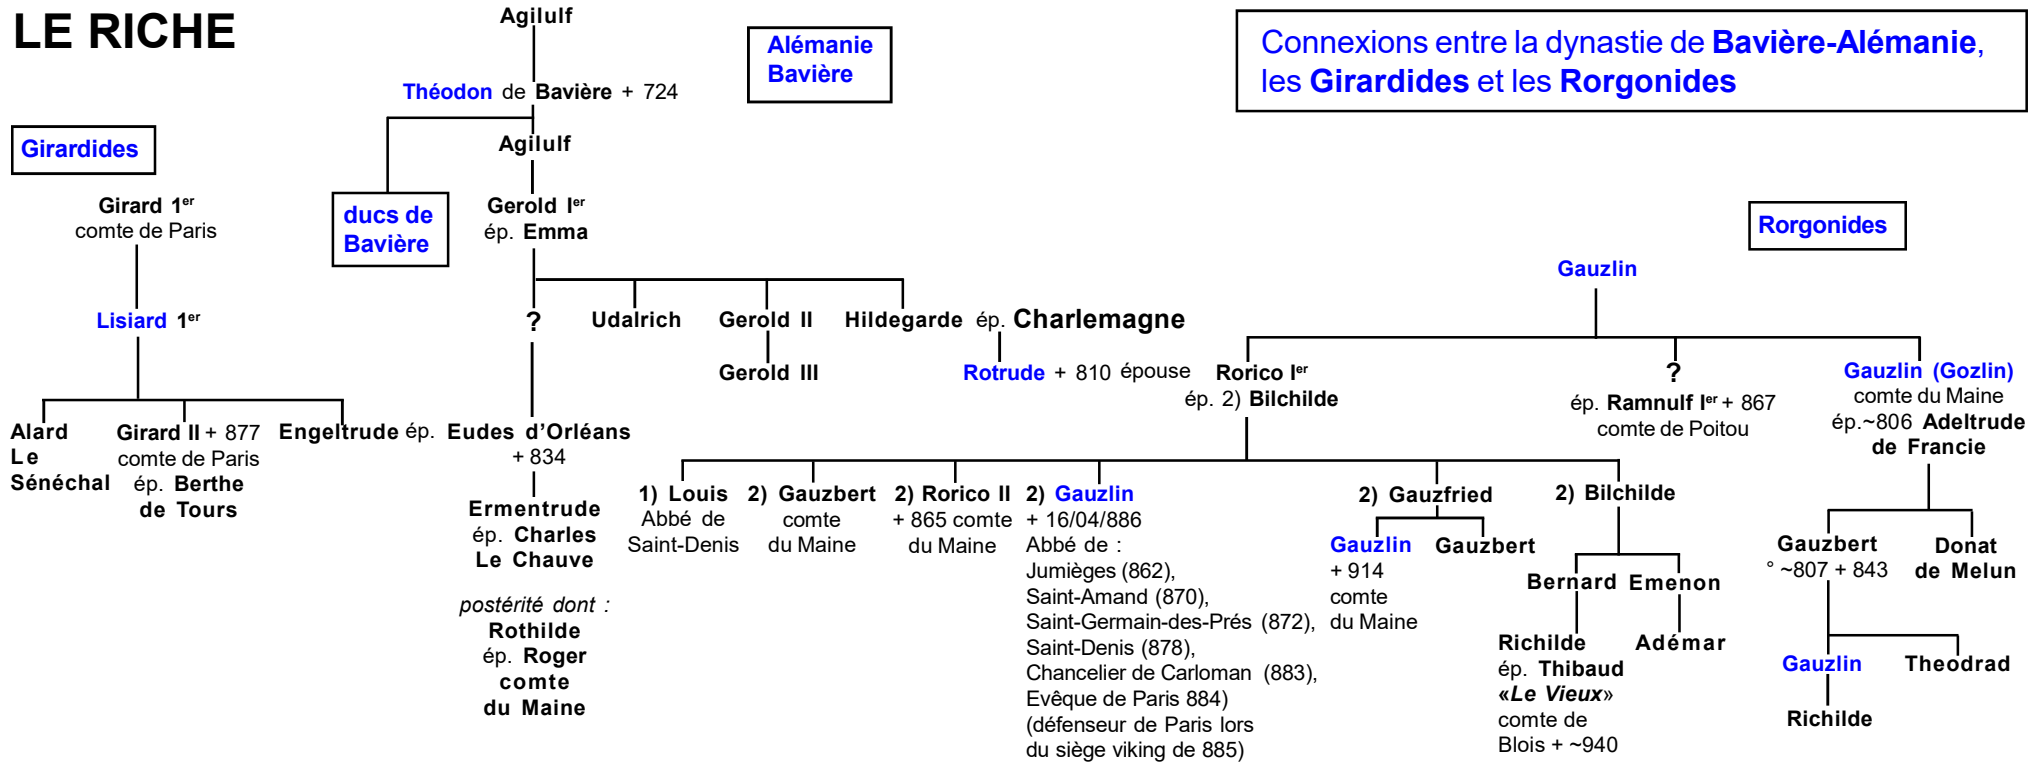 LE RICHE
Agilulf
Alémanie
Bavière
Connexions entre la dynastie de Bavière-Alémanie,
les Girardides et les Rorgonides
Théodon de Bavière + 724
Girardides
Agilulf
Girard 1er
comte de Paris
ducs de
Bavière
Gerold Ier
ép. Emma
Rorgonides
Gauzlin
Lisiard 1er
?
Udalrich
Gerold II
Hildegarde ép. Charlemagne
Gerold III
Rotrude + 810 épouse
Rorico Ier
ép. 2) Bilchilde
?
ép. Ramnulf Ier + 867
comte de Poitou
Gauzlin (Gozlin)
comte du Maine
ép.~806 Adeltrude
de Francie
Alard
Le
Sénéchal
Girard II + 877
comte de Paris
ép. Berthe
de Tours
Engeltrude ép. Eudes d'Orléans
+ 834
Ermentrude
ép. Charles
Le Chauve
postérité dont :
Rothilde
ép. Roger
comte
du Maine
1) Louis
Abbé de
Saint-Denis
2) Gauzbert
comte
du Maine
2) Rorico II
+ 865 comte
du Maine
2) Gauzlin
+ 16/04/886
Abbé de :
Jumièges (862),
Saint-Amand (870),
Saint-Germain-des-Prés (872),
Saint-Denis (878),
Chancelier de Carloman (883),
Evêque de Paris 884)
(défenseur de Paris lors
du siège viking de 885)
2) Gauzfried
Gauzlin
+ 914
comte
du Maine
Gauzbert
2) Bilchilde
Bernard
Emenon
Richilde
ép. Thibaud
«Le Vieux»
comte de
Blois + ~940
Adémar
Gauzbert
° ~807 + 843
Donat
de Melun
Gauzlin
Theodrad
Richilde